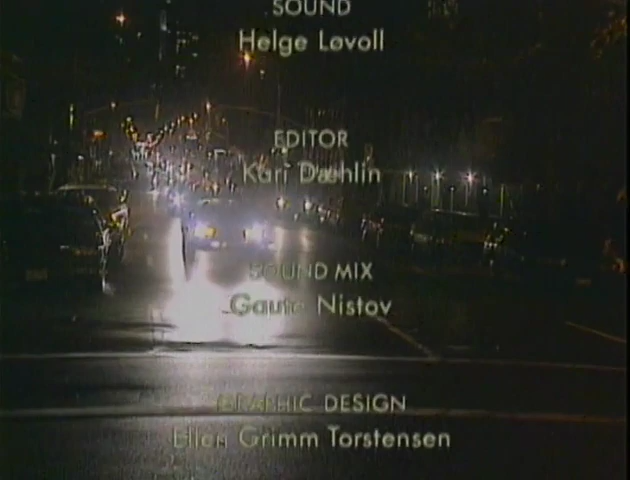 SOUND
Helge Løvoll
EDITOR
Kari Dæhlin
SOUND MIX
Gaute Nistov
GRAPHIC DESIGN
Ellen Grimm Torstensen